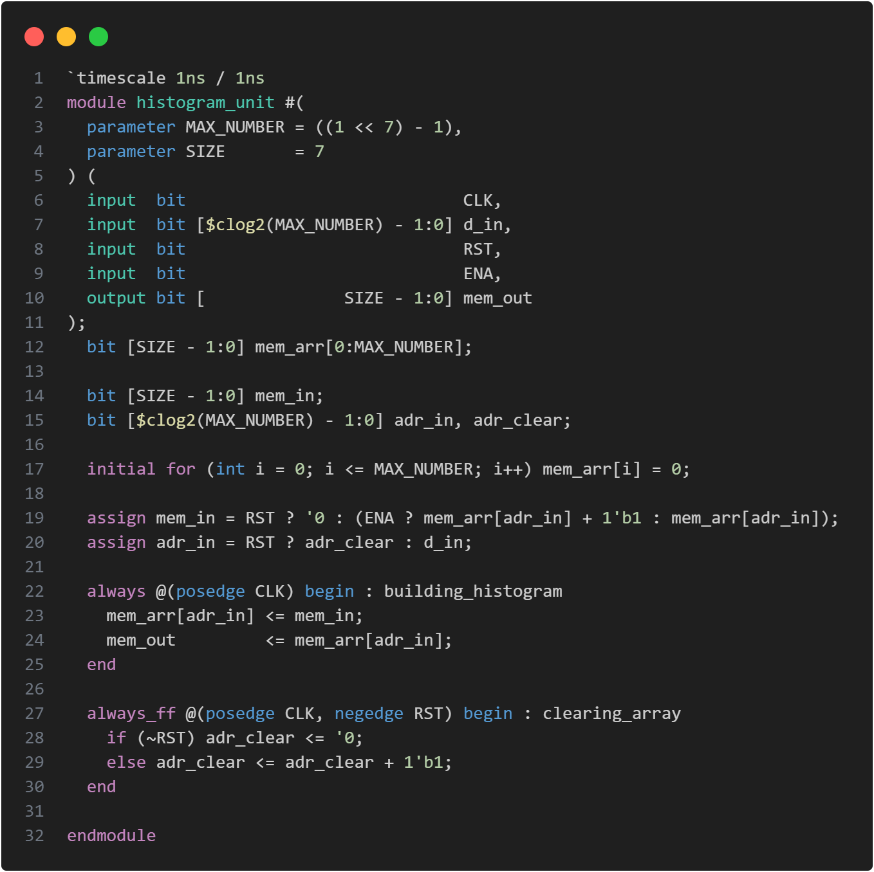 1 `timescale 1ns / 1ns
2 module histogram_unit #(
3   parameter MAX_NUMBER = ((1 << 7) - 1),
4   parameter SIZE       = 7
5 ) (
6   input  bit                            CLK,
7   input  bit [$clog2(MAX_NUMBER) - 1:0] d_in,
8   input  bit                            RST,
9   input  bit                            ENA,
10   output bit [              SIZE - 1:0] mem_out
11 );
12   bit [SIZE - 1:0] mem_arr[0:MAX_NUMBER];
13
14   bit [SIZE - 1:0] mem_in;
15   bit [$clog2(MAX_NUMBER) - 1:0] adr_in, adr_clear;
16
17   initial for (int i = 0; i <= MAX_NUMBER; i++) mem_arr[i] = 0;
18
19   assign mem_in = RST ? '0 : (ENA ? mem_arr[adr_in] + 1'b1 : mem_arr[adr_in]);
20   assign adr_in = RST ? adr_clear : d_in;
21
22   always @(posedge CLK) begin : building_histogram
23     mem_arr[adr_in] <= mem_in;
24     mem_out         <= mem_arr[adr_in];
25   end
26
27   always_ff @(posedge CLK, negedge RST) begin : clearing_array
28     if (~RST) adr_clear <= '0;
29     else adr_clear <= adr_clear + 1'b1;
30   end
31
32 endmodule